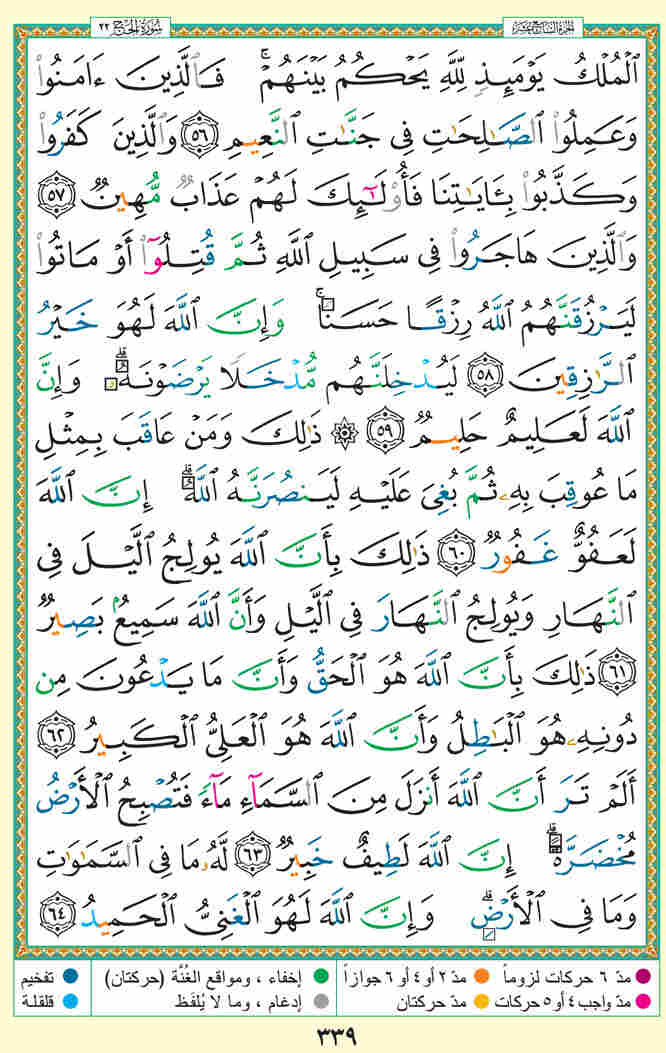 الجزء السابع عشر
سورة الحج ٢٢
ٱلْمُلْكُ يَوْمَئِذٍ لِّلَّهِ يَحْكُمُ بَيْنَهُمْ ۚ فَٱلَّذِينَ ءَامَنُوا۟
وَعَمِلُوا۟ ٱلصَّٰلِحَٰتِ فِى جَنَّٰتِ ٱلنَّعِيمِ ٥٦ وَٱلَّذِينَ كَفَرُوا۟
وَكَذَّبُوا۟ بِـَٔايَٰتِنَا فَأُو۟لَٰٓئِكَ لَهُمْ عَذَابٌ مُّهِينٌ ٥٧
وَٱلَّذِينَ هَاجَرُوا۟ فِى سَبِيلِ ٱللَّهِ ثُمَّ قُتِلُوٓا۟ أَوْ مَاتُوا۟
لَيَرْزُقَنَّهُمُ ٱللَّهُ رِزْقًا حَسَنًا ۚ وَإِنَّ ٱللَّهَ لَهُوَ خَيْرُ
ٱلرَّٰزِقِينَ ٥٨ لَيُدْخِلَنَّهُم مُّدْخَلًا يَرْضَوْنَهُۥ ۗ وَإِنَّ
ٱللَّهَ لَعَلِيمٌ حَلِيمٌ ٥٩ ۞ ذَٰلِكَ وَمَنْ عَاقَبَ بِمِثْلِ
مَا عُوقِبَ بِهِۦ ثُمَّ بُغِىَ عَلَيْهِ لَيَنصُرَنَّهُ ٱللَّهُ ۗ إِنَّ ٱللَّهَ
لَعَفُوٌّ غَفُورٌ ٦٠ ذَٰلِكَ بِأَنَّ ٱللَّهَ يُولِجُ ٱلَّيْلَ فِى
ٱلنَّهَارِ وَيُولِجُ ٱلنَّهَارَ فِى ٱلَّيْلِ وَأَنَّ ٱللَّهَ سَمِيعٌۢ بَصِيرٌ
٦١ ذَٰلِكَ بِأَنَّ ٱللَّهَ هُوَ ٱلْحَقُّ وَأَنَّ مَا يَدْعُونَ مِن
دُونِهِۦ هُوَ ٱلْبَٰطِلُ وَأَنَّ ٱللَّهَ هُوَ ٱلْعَلِىُّ ٱلْكَبِيرُ ٦٢
أَلَمْ تَرَ أَنَّ ٱللَّهَ أَنزَلَ مِنَ ٱلسَّمَآءِ مَآءً فَتُصْبِحُ ٱلْأَرْضُ
مُخْضَرَّةً ۗ إِنَّ ٱللَّهَ لَطِيفٌ خَبِيرٌ ٦٣ لَّهُۥ مَا فِى ٱلسَّمَٰوَٰتِ
وَمَا فِى ٱلْأَرْضِ ۗ وَإِنَّ ٱللَّهَ لَهُوَ ٱلْغَنِىُّ ٱلْحَمِيدُ ٦٤
مدّ ٦ حركات لزوماً
مدّ ٢ أو ٤ أو ٦ جوازاً
إخفاء ، ومواقع الغُنَّة (حركتان)
تفخيم
مدّ واجب ٤ أو ٥ حركات
مدّ حركتان
إدغام ، وما لا يُلفَظ
قلقلة
٣٣٩